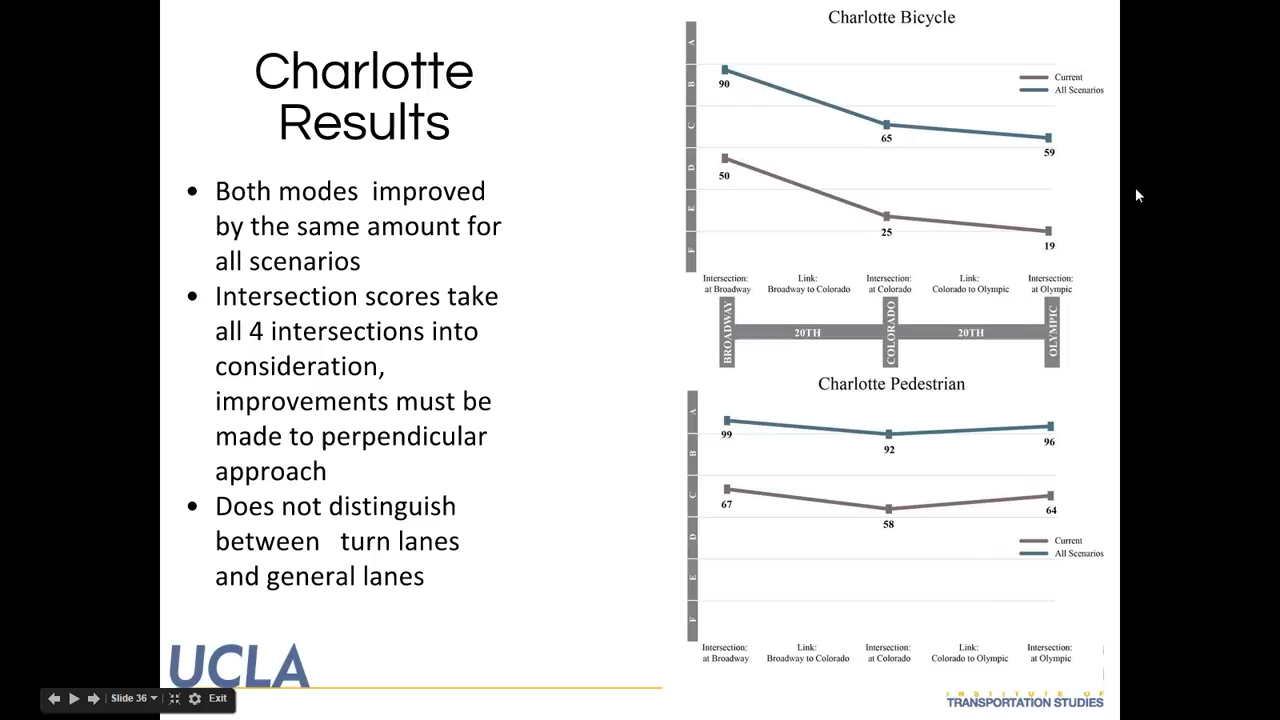 Charlotte
Results
• Both modes improved
by the same amount for
all scenarios
• Intersection scores take
all 4 intersections into
consideration,
improvements must be
made to perpendicular
approach
• Does not distinguish
between turn lanes
and general lanes
UCLA
Slide 36
Exit
Charlotte Bicycle
A
B
C
D
E
F
Current
All Scenarios
90
65
59
50
25
19
Intersection: Link: Intersection: Link: Intersection:
at Broadway Broadway to Colorado at Colorado Colorado to Olympic at Olympic
BROADWAY
20TH
COLORADO
20TH
OLYMPIC
Charlotte Pedestrian
A
B
C
D
E
F
99
92
96
67
58
64
Current
All Scenarios
Intersection: Link: Intersection: Link: Intersection:
at Broadway Broadway to Colorado at Colorado Colorado to Olympic at Olympic
INSTITUTE OF
TRANSPORTATION STUDIES